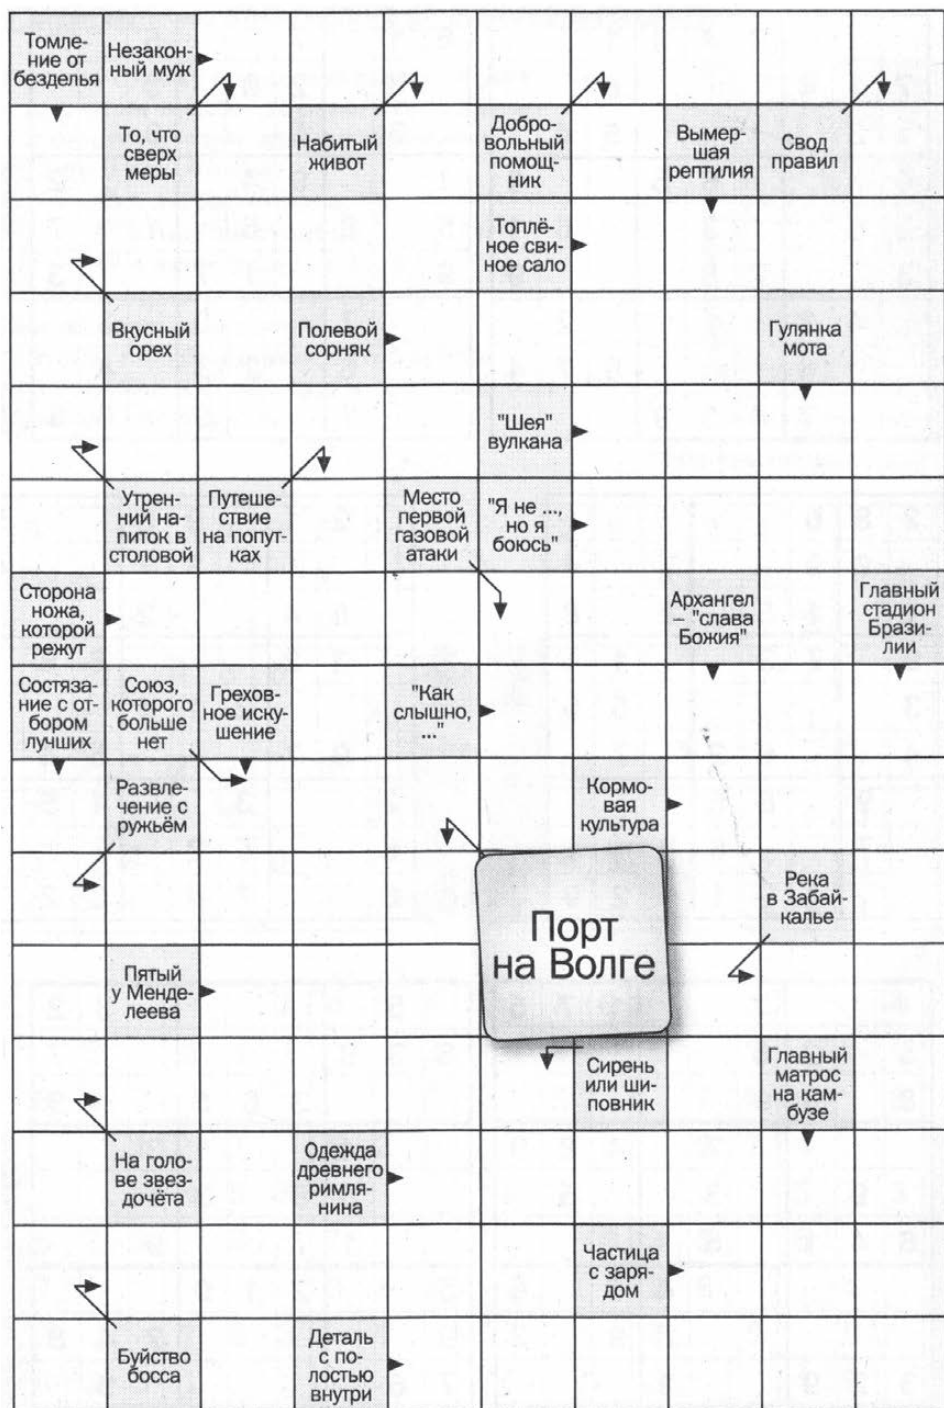 Томле-
ние от
безделья
Незакон-
ный муж
То, что
сверх
меры
Набитый
живот
Добро-
вольный
помощ-
ник
Вымер-
шая
рептилия
Свод
правил
Топлё-
ное сви-
ное сало
Вкусный
орех
Полевой
сорняк
Гулянка
мота
"Шея"
вулкана
Утрен-
ний на-
питок в
столовой
Путеше-
ствие
на попут-
ках
Место
первой
газовой
атаки
"Я не ...,
но я
боюсь"
Сторона
ножа,
которой
режут
Архангел
– "слава
Божия"
Главный
стадион
Брази-
лии
Состяза-
ние с от-
бором
лучших
Союз,
которого
больше
нет
Грехов-
ное иску-
шение
"Как
слышно,
..."
Развле-
чение с
ружьём
Кормо-
вая
культура
Порт
на Волге
Река
в Забай-
калье
Пятый
у Менде-
леева
Сирень
или ши-
повник
Главный
матрос
на кам-
бузе
На голо-
ве звез-
дочёта
Одежда
древнего
римля-
нина
Частица
с заря-
дом
Буйство
босса
Деталь
с по-
лостью
внутри